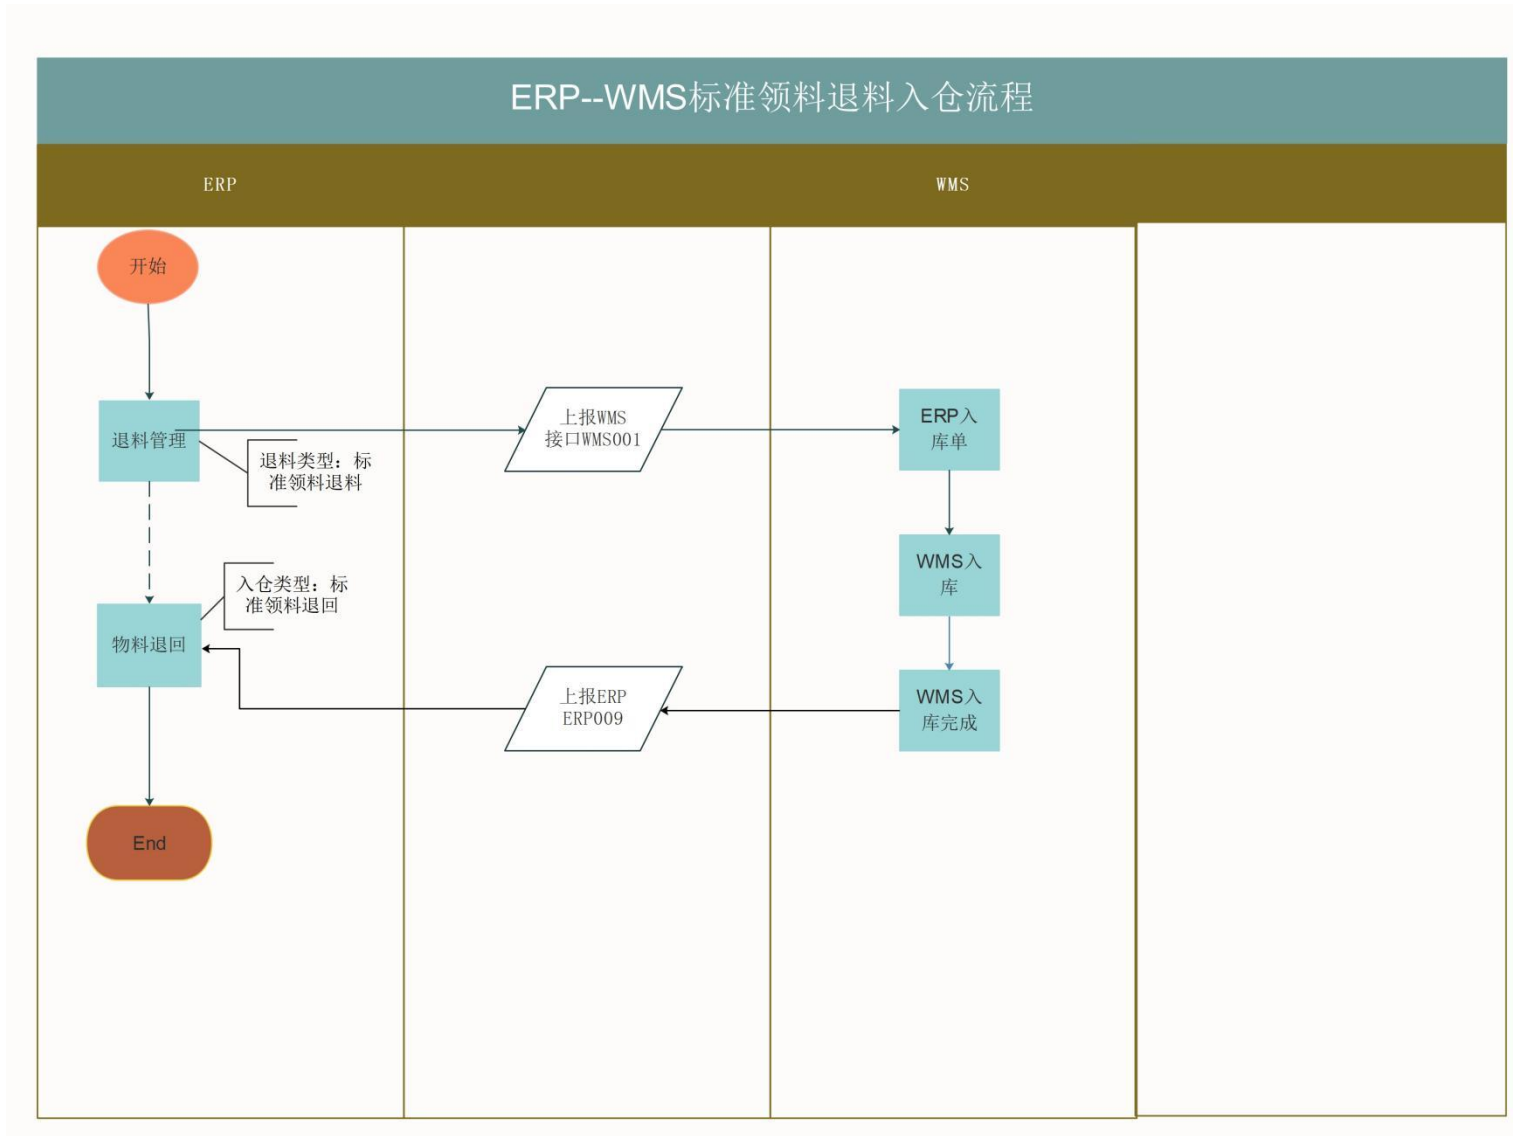 ERP--WMS标准领料退料入仓流程
ERP
WMS
开始
退料管理
退料类型：标
准领料退料
上报WMS
接口WMS001
ERP入
库单
WMS入
库
入仓类型：标
准领料退回
物料退回
上报ERP
ERP009
WMS入
库完成
End